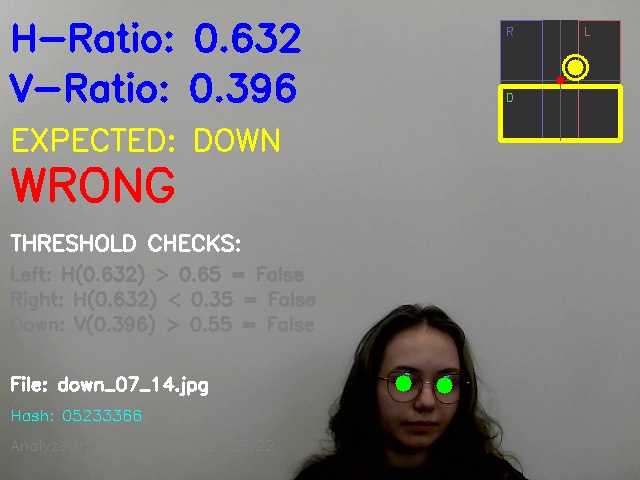 H-Ratio: 0.632
V-Ratio: 0.396
EXPECTED: DOWN
WRONG
THRESHOLD CHECKS:
Left: H(0.632) > 0.65 = False
Right: H(0.632) < 0.35 = False
Down: V(0.396) > 0.55 = False
File: down_07_14.jpg
Hash: 05233366
Analyzed:
R
L
D